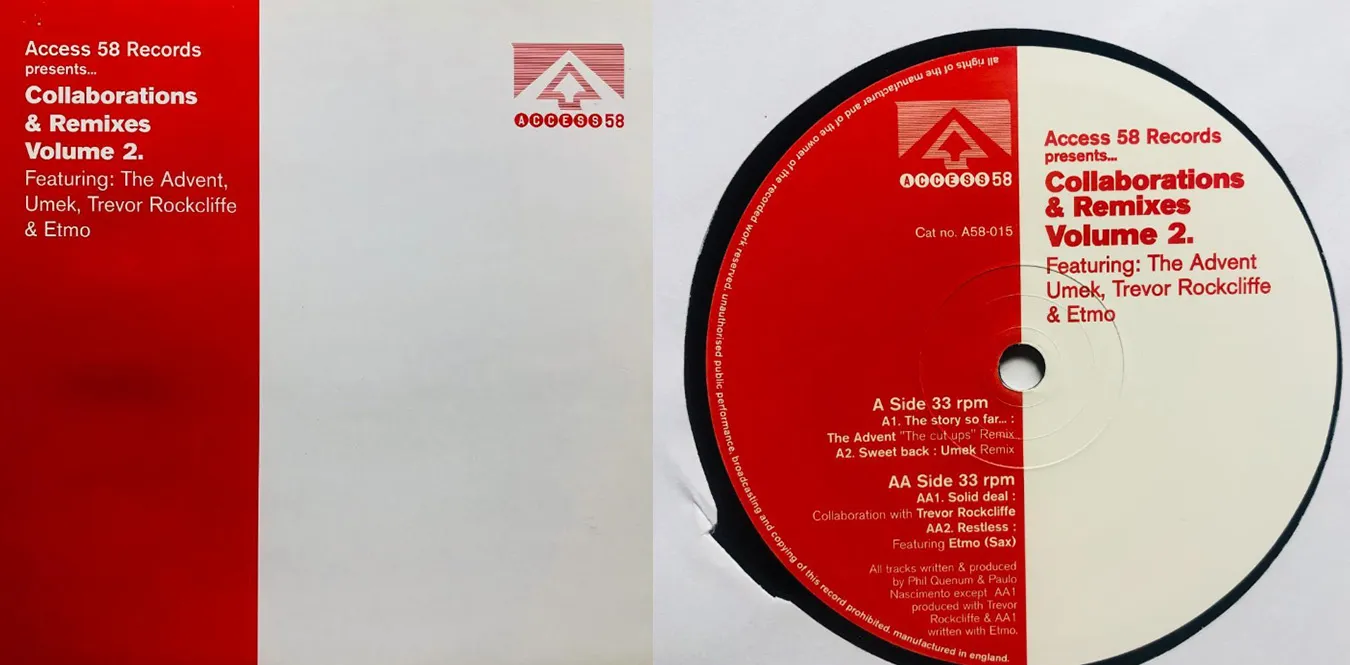 Access 58 Records
presents...
Collaborations
& Remixes
Volume 2.
Featuring: The Advent,
Umek, Trevor Rockcliffe
& Etmo
ACCESS 58
all rights of the manufacturer and of the owner of the recorded work reserved. unauthorised public performance, broadcasting and copying of this record prohibited. manufactured in england.
ACCESS 58
Cat no. A58-015
Access 58 Records
presents...
Collaborations
& Remixes
Volume 2.
Featuring: The Advent
Umek, Trevor Rockcliffe
& Etmo
A Side 33 rpm
A1. The story so far... :
The Advent "The cut ups" Remix
A2. Sweet back : Umek Remix
AA Side 33 rpm
AA1. Solid deal :
Collaboration with Trevor Rockcliffe
AA2. Restless :
Featuring Etmo (Sax)
All tracks written & produced
by Phil Quenum & Paulo
Nascimento except AA1
produced with Trevor
Rockcliffe & AA1
written with Etmo.